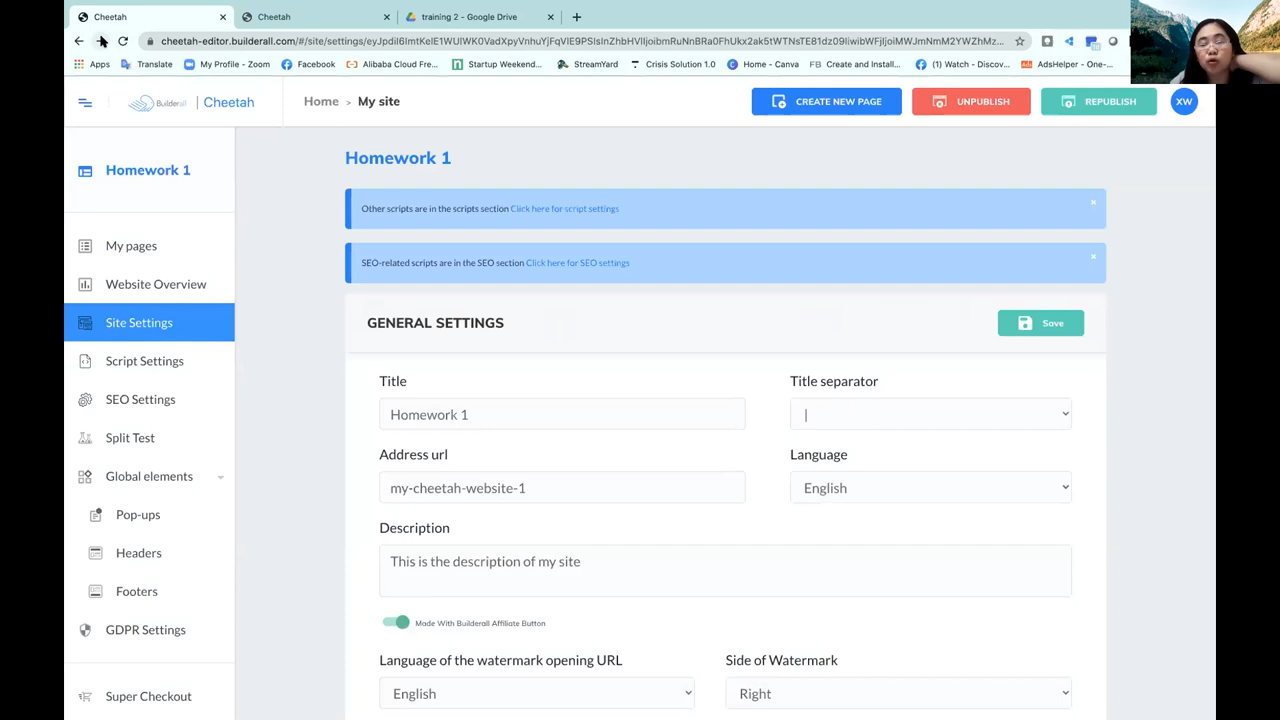 Cheetah
Cheetah
training 2 - Google Drive
cheetah-editor.builderall.com/#/site/settings/
Apps
Translate
My Profile - Zoom
Facebook
Alibaba Cloud Fre...
Startup Weekend...
StreamYard
Crisis Solution 1.0
Home - Canva
FB Create and Install...
(1) Watch - Discov...
AdsHelper - One-...
Builderall
Cheetah
Home > My site
CREATE NEW PAGE
UNPUBLISH
REPUBLISH
XW
Homework 1
My pages
Website Overview
Site Settings
Script Settings
SEO Settings
Split Test
Global elements
Pop-ups
Headers
Footers
GDPR Settings
Super Checkout
Homework 1
Other scripts are in the scripts section Click here for script settings
SEO-related scripts are in the SEO section Click here for SEO settings
GENERAL SETTINGS
Save
Title
Title separator
Homework 1
|
Address url
Language
my-cheetah-website-1
English
Description
This is the description of my site
Made With Builderall Affiliate Button
Language of the watermark opening URL
Side of Watermark
English
Right